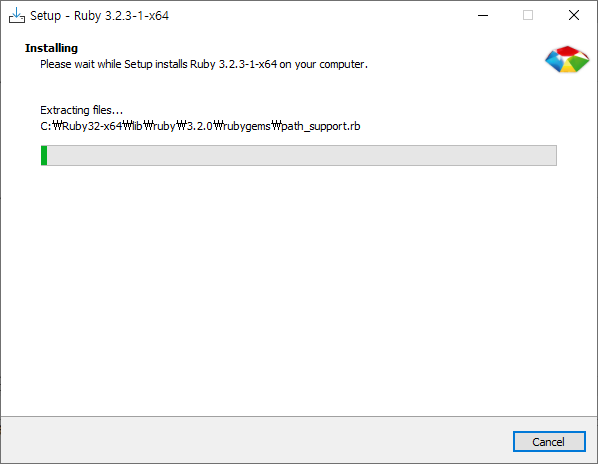 Setup - Ruby 3.2.3-1-x64
Installing
Please wait while Setup installs Ruby 3.2.3-1-x64 on your computer.
Extracting files...
C:₩Ruby32-x64₩lib₩ruby₩3.2.0₩rubygems₩path_support.rb
Cancel